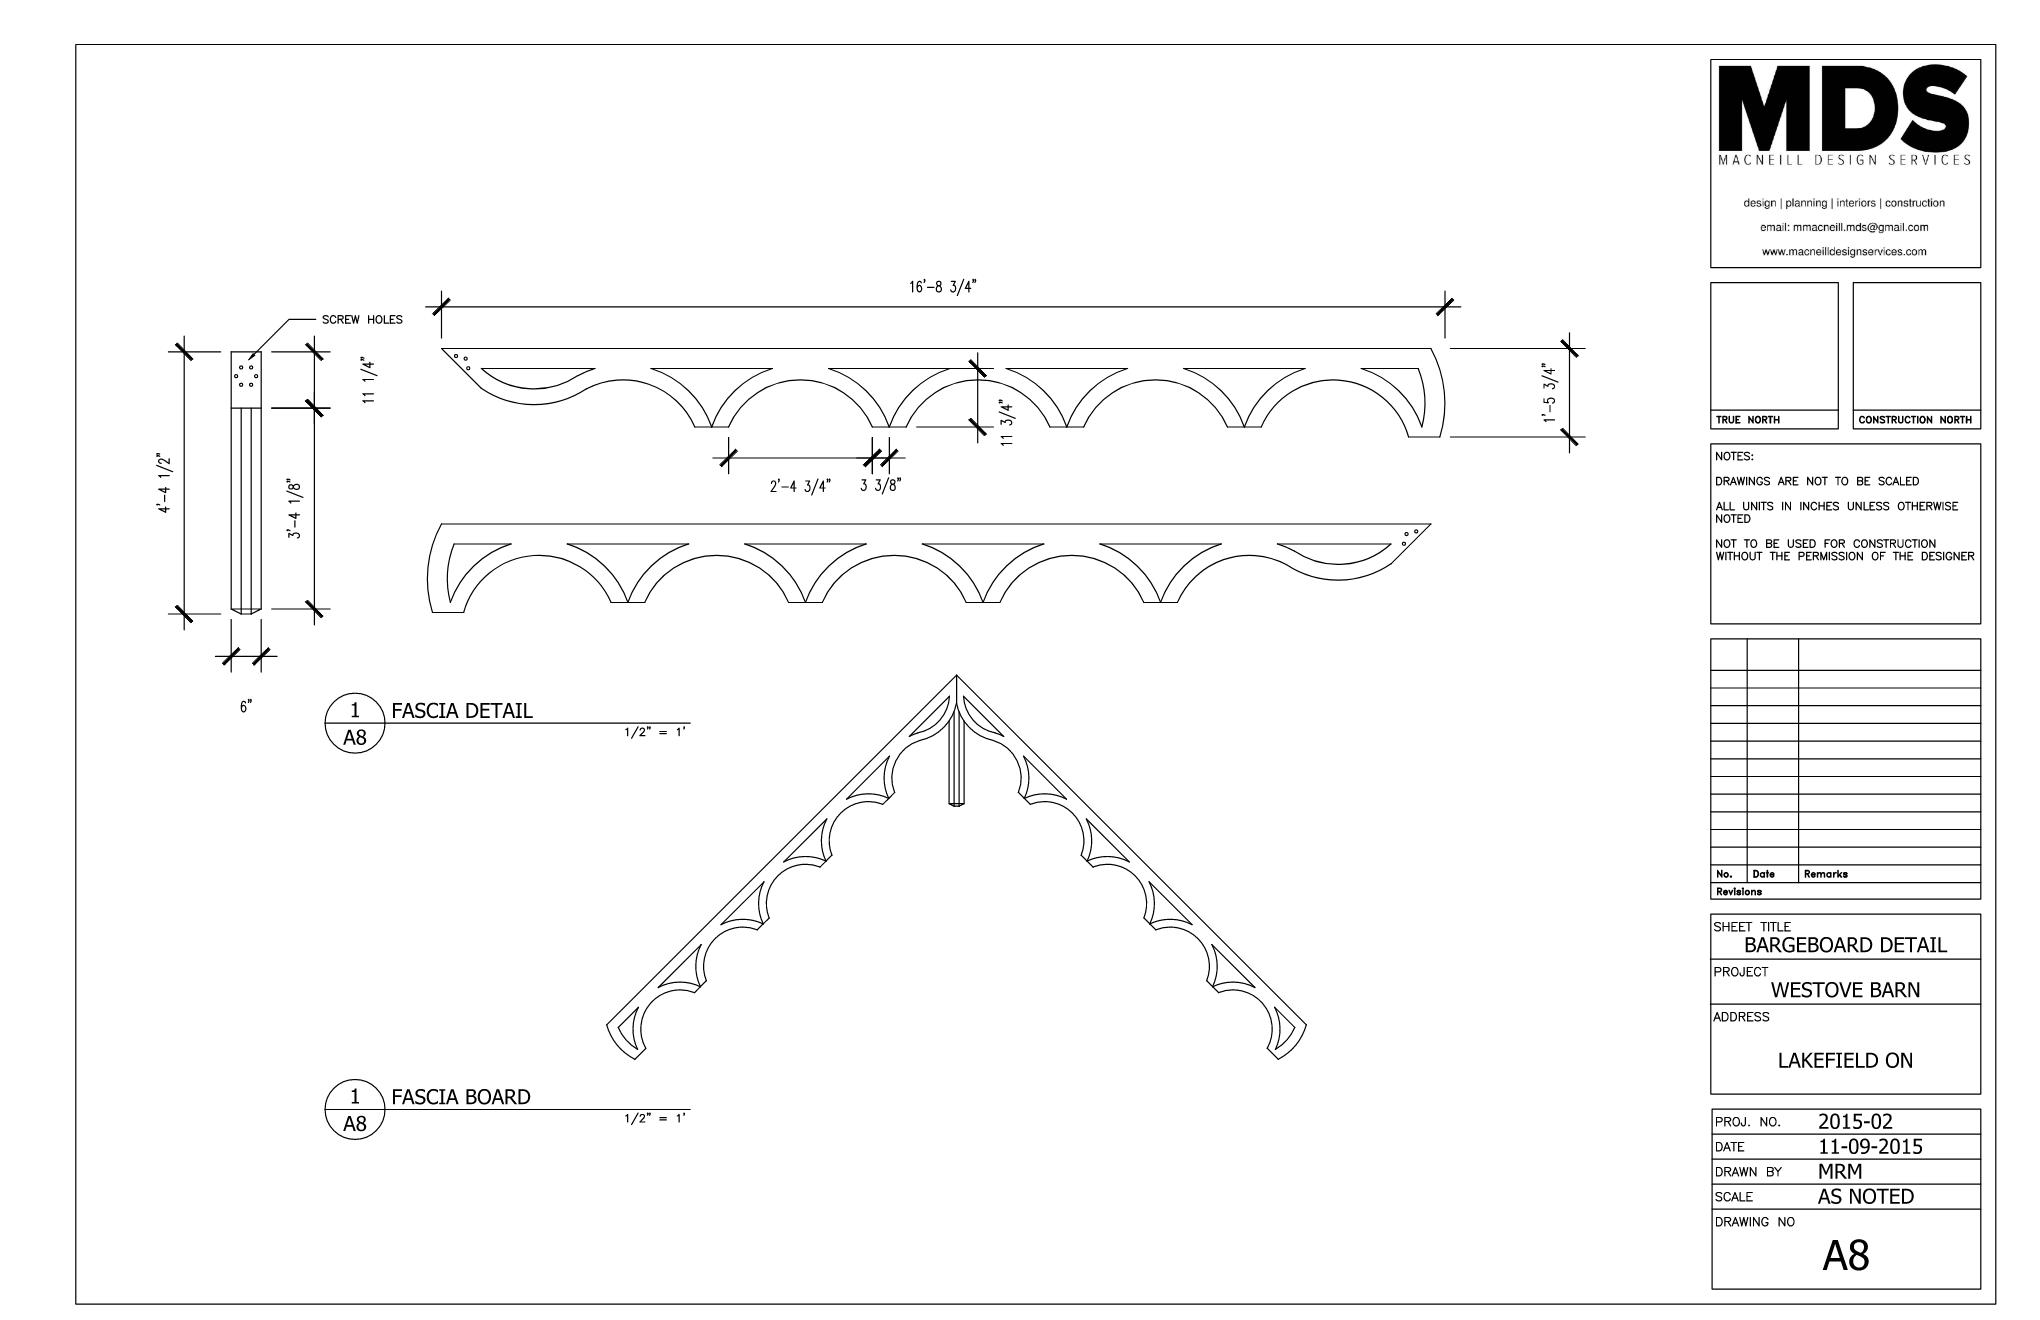 MDS
MACNEILL DESIGN SERVICES
design | planning | interiors | construction
email: mmacneill.mds@gmail.com
www.macneilldesignservices.com
TRUE NORTH
CONSTRUCTION NORTH
NOTES:
DRAWINGS ARE NOT TO BE SCALED
ALL UNITS IN INCHES UNLESS OTHERWISE
NOTED
NOT TO BE USED FOR CONSTRUCTION
WITHOUT THE PERMISSION OF THE DESIGNER
No. Date Remarks
Revisions
SHEET TITLE
BARGEBOARD DETAIL
PROJECT
WESTOVE BARN
ADDRESS
LAKEFIELD ON
PROJ. NO. 2015-02
DATE 11-09-2015
DRAWN BY MRM
SCALE AS NOTED
DRAWING NO
A8
16'-8 3/4"
SCREW HOLES
11 1/4"
4'-4 1/2"
3'-4 1/8"
6"
11 3/4"
1'-5 3/4"
2'-4 3/4"
3 3/8"
1
A8
FASCIA DETAIL
1/2" = 1'
1
A8
FASCIA BOARD
1/2" = 1'